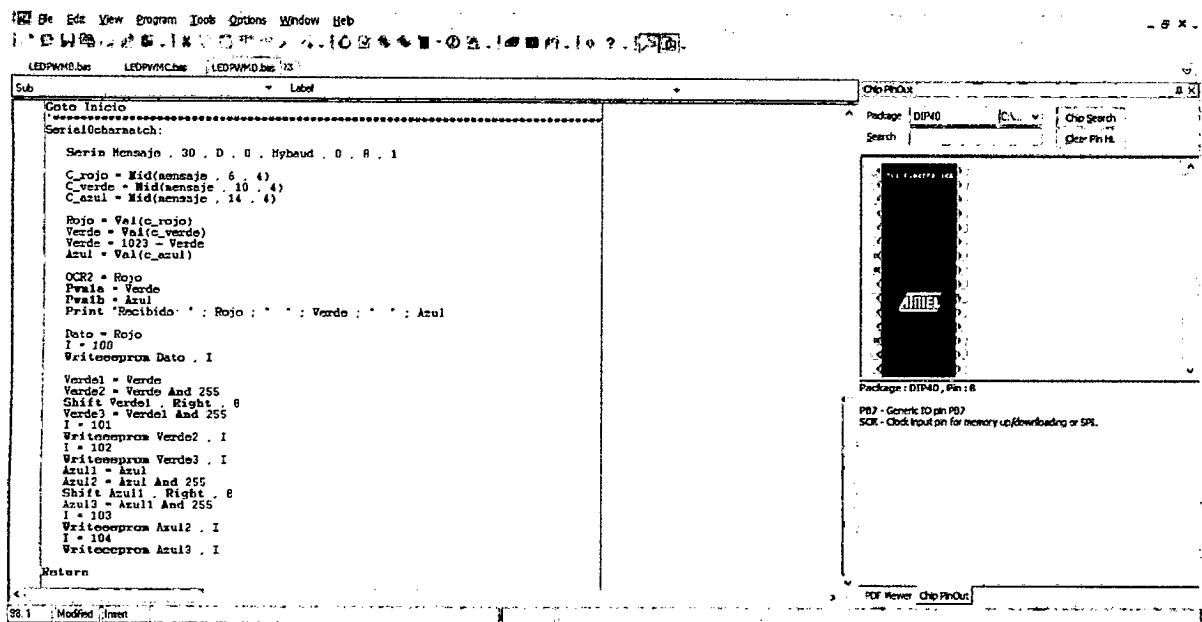 File Edit View Program Tools Options Window Help
LEDPWMB.bas LEDPWMC.bas LEDPWMD.bas
Sub Label
Goto Inicio
Serial0charmatch:
Serin Mensaje , 30 , D , 0 , Mybaud , 0 , 8 , 1
C_rojo = Mid(mensaje , 6 , 4)
C_verde = Mid(mensaje , 10 , 4)
C_azul = Mid(mensaje , 14 , 4)
Rojo = Val(c_rojo)
Verde = Val(c_verde)
Verde = 1023 - Verde
Azul = Val(c_azul)
OCR2 = Rojo
Pwm1a = Verde
Pwm1b = Azul
Print "Recibido: " ; Rojo ; " " ; Verde ; " " ; Azul
Dato = Rojo
I = 100
Writeeeprom Dato , I
Verde1 = Verde
Verde2 = Verde And 255
Shift Verde1 , Right , 8
Verde3 = Verde1 And 255
I = 101
Writeeeprom Verde2 , I
I = 102
Writeeeprom Verde3 , I
Azul1 = Azul
Azul2 = Azul And 255
Shift Azul1 , Right , 8
Azul3 = Azul1 And 255
I = 103
Writeeeprom Azul2 , I
I = 104
Writeeeprom Azul3 , I
Return
38: 1 Modified Insert
Chip PinOut
Package DIP40 Chip Search
Search Clear Pin HL
ATMEL
Package : DIP40 , Pin : 8
PB7 - Generic IO pin PB7
SCK - Clock input pin for memory up/downloading or SPI.
PDF Viewer Chip PinOut